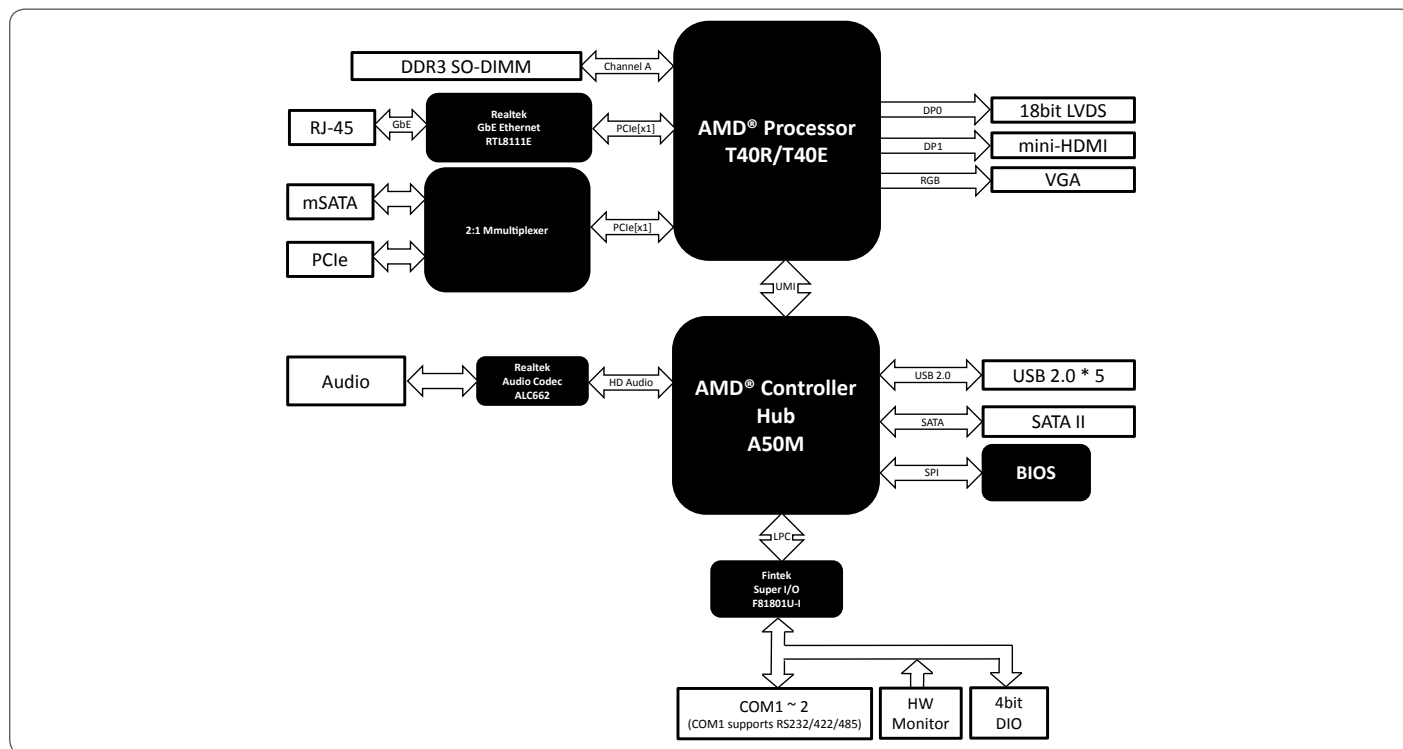 DDR3 SO-DIMM
Channel A
RJ-45
GbE
Realtek
GbE Ethernet
RTL8111E
PCIe[x1]
mSATA
PCIe
2:1 Mmultiplexer
PCIe[x1]
AMD® Processor
T40R/T40E
DP0
18bit LVDS
DP1
mini-HDMI
RGB
VGA
UMI
Audio
Realtek
Audio Codec
ALC662
HD Audio
AMD® Controller
Hub
A50M
USB 2.0
USB 2.0 * 5
SATA
SATA II
SPI
BIOS
LPC
Fintek
Super I/O
F81801U-I
COM1 ~ 2
(COM1 supports RS232/422/485)
HW
Monitor
4bit
DIO